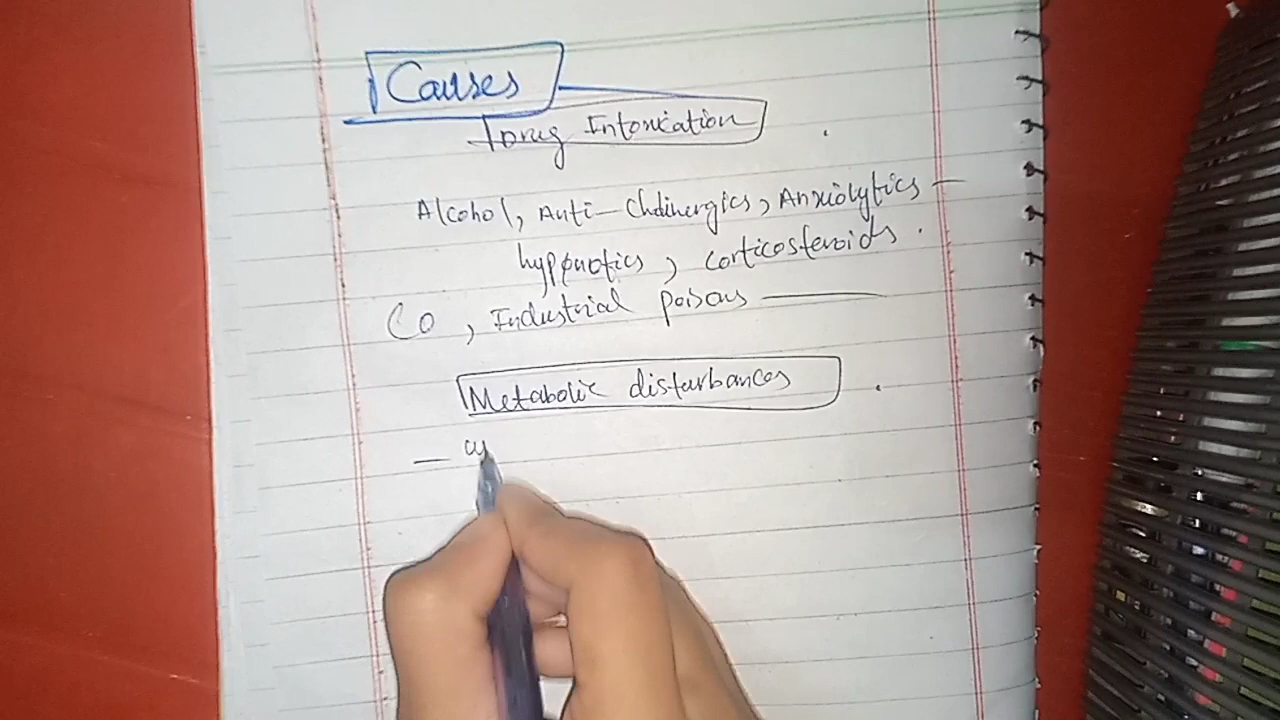 Causes
Drug Intoxication
Alcohol, Anti-Cholinergics, Anxiolytics -
hypnotics, corticosteroids.
CO, Industrial poisons —
Metabolic disturbances
—